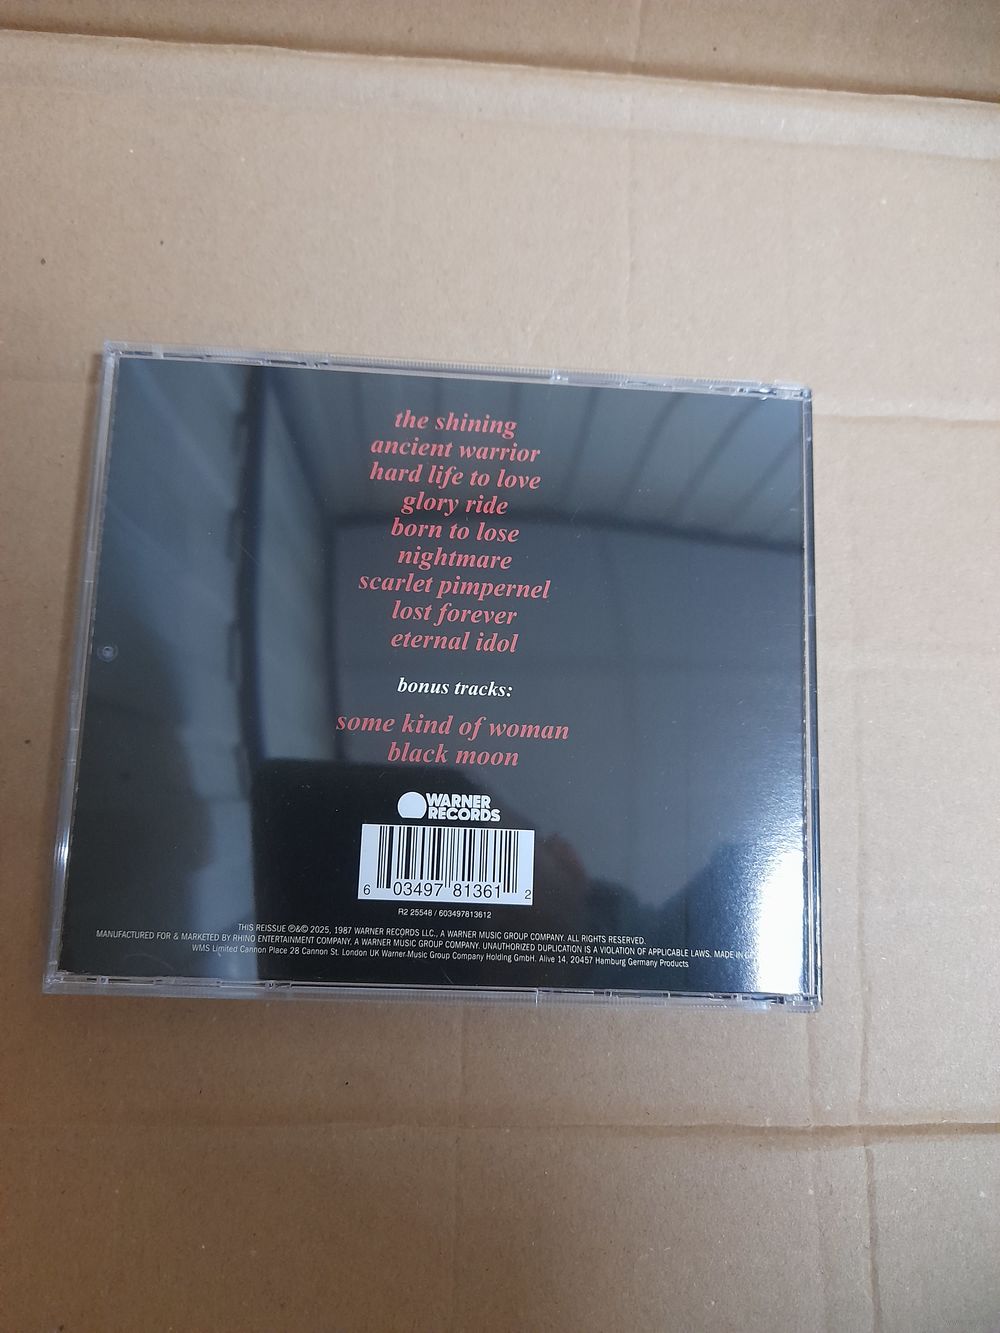 the shining
ancient warrior
hard life to love
glory ride
born to lose
nightmare
scarlet pimpernel
lost forever
eternal idol
bonus tracks:
some kind of woman
black moon
WARNER
RECORDS
6 03497 81361 2
R2 25548 / 603497813612
THIS REISSUE ℗&© 2025, 1987 WARNER RECORDS LLC., A WARNER MUSIC GROUP COMPANY. ALL RIGHTS RESERVED.
MANUFACTURED FOR & MARKETED BY RHINO ENTERTAINMENT COMPANY, A WARNER MUSIC GROUP COMPANY. UNAUTHORIZED DUPLICATION IS A VIOLATION OF APPLICABLE LAWS. MADE IN
WMS Limited Cannon Place 28 Cannon St. London UK Warner.Music Group Company Holding GmbH. Alive 14, 20457 Hamburg Germany Products